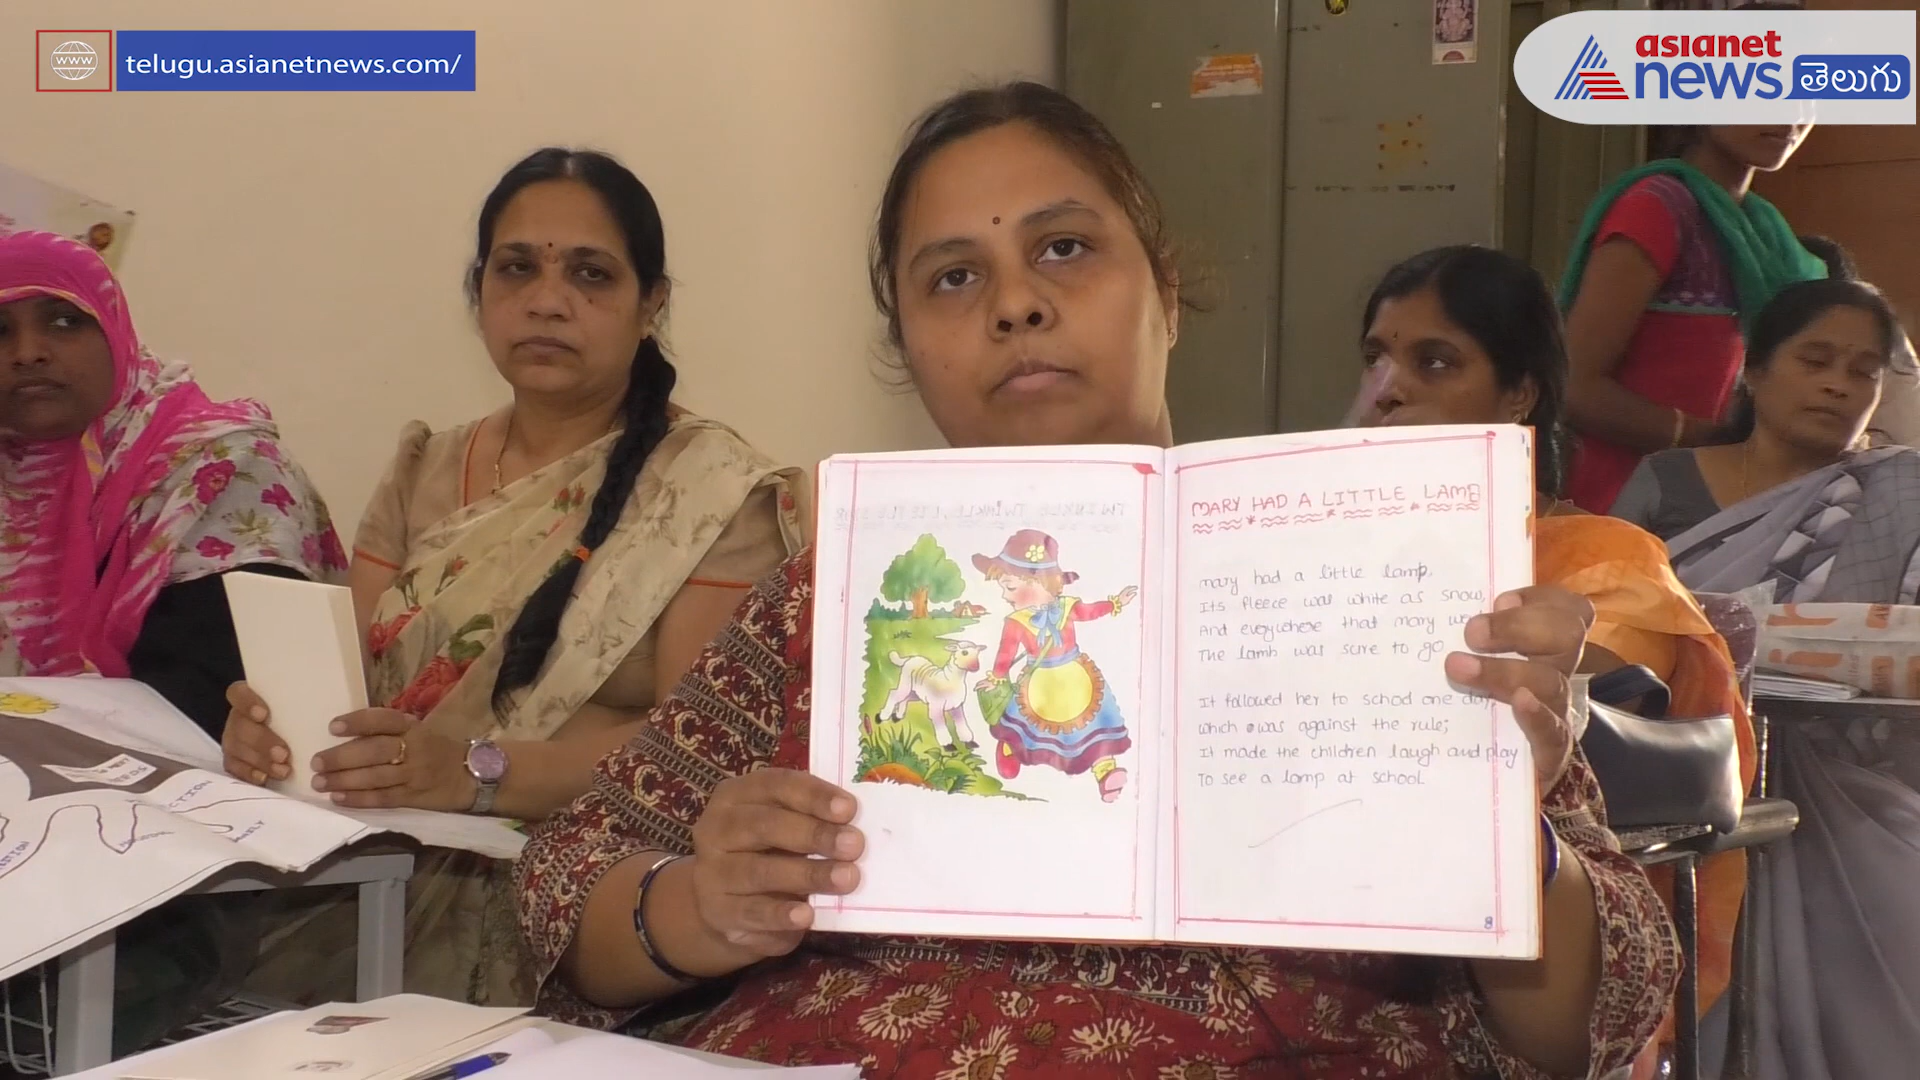 telugu.asianetnews.com/
www
asianet
news తెలుగు
MARY HAD A LITTLE LAMB
mary had a little lamp,
Its fleece was white as snow,
And everywhere that mary we
The lamb was sure to go
It followed her to school one day,
which was against the rule;
It made the children laugh and play
To see a lamp at school
8